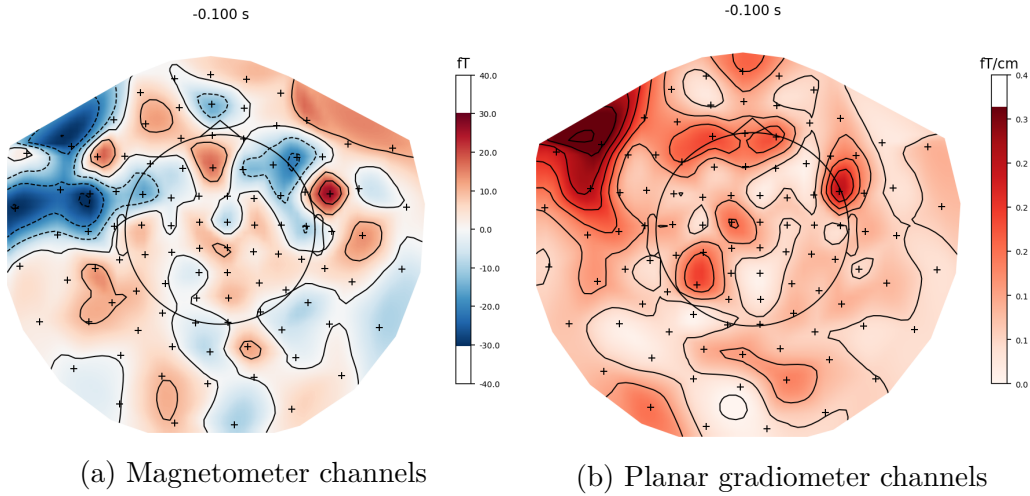 -0.100 s
fT
40.0
30.0
20.0
10.0
0.0
-10.0
-20.0
-30.0
-40.0
(a) Magnetometer channels
-0.100 s
fT/cm
0.4
0.3
0.2
0.2
0.2
0.1
0.1
0.0
(b) Planar gradiometer channels